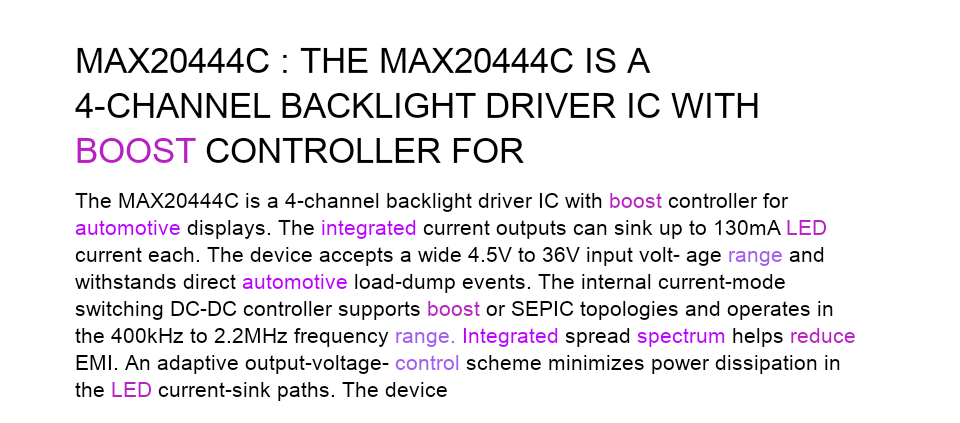 MAX20444C : THE MAX20444C IS A
4-CHANNEL BACKLIGHT DRIVER IC WITH
BOOST CONTROLLER FOR
The MAX20444C is a 4-channel backlight driver IC with boost controller for
automotive displays. The integrated current outputs can sink up to 130mA LED
current each. The device accepts a wide 4.5V to 36V input volt- age range and
withstands direct automotive load-dump events. The internal current-mode
switching DC-DC controller supports boost or SEPIC topologies and operates in
the 400kHz to 2.2MHz frequency range. Integrated spread spectrum helps reduce
EMI. An adaptive output-voltage- control scheme minimizes power dissipation in
the LED current-sink paths. The device